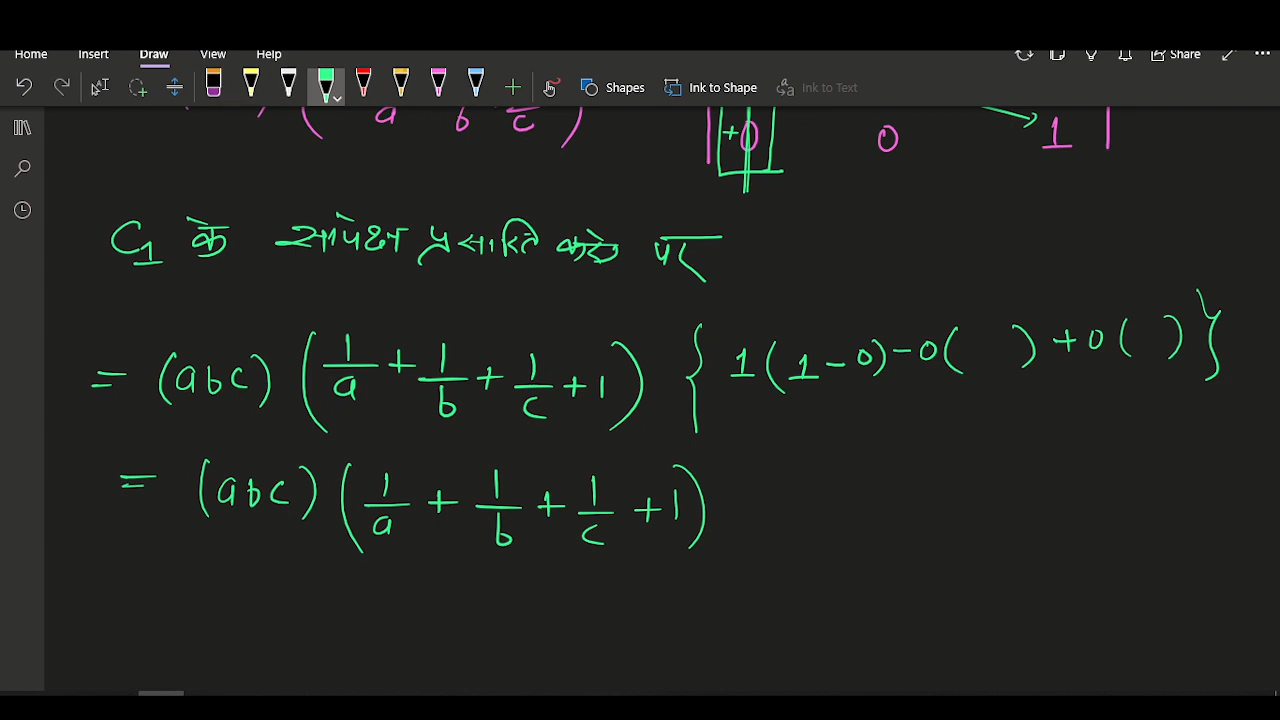 Home Insert Draw View Help Share
Shapes Ink to Shape Ink to Text
a b c 0 0 1
C1 के सापेक्ष प्रसारित करने पर
= (abc) (1/a + 1/b + 1/c + 1) { 1(1-0) - 0( ) + 0( ) }
= (abc) (1/a + 1/b + 1/c + 1)